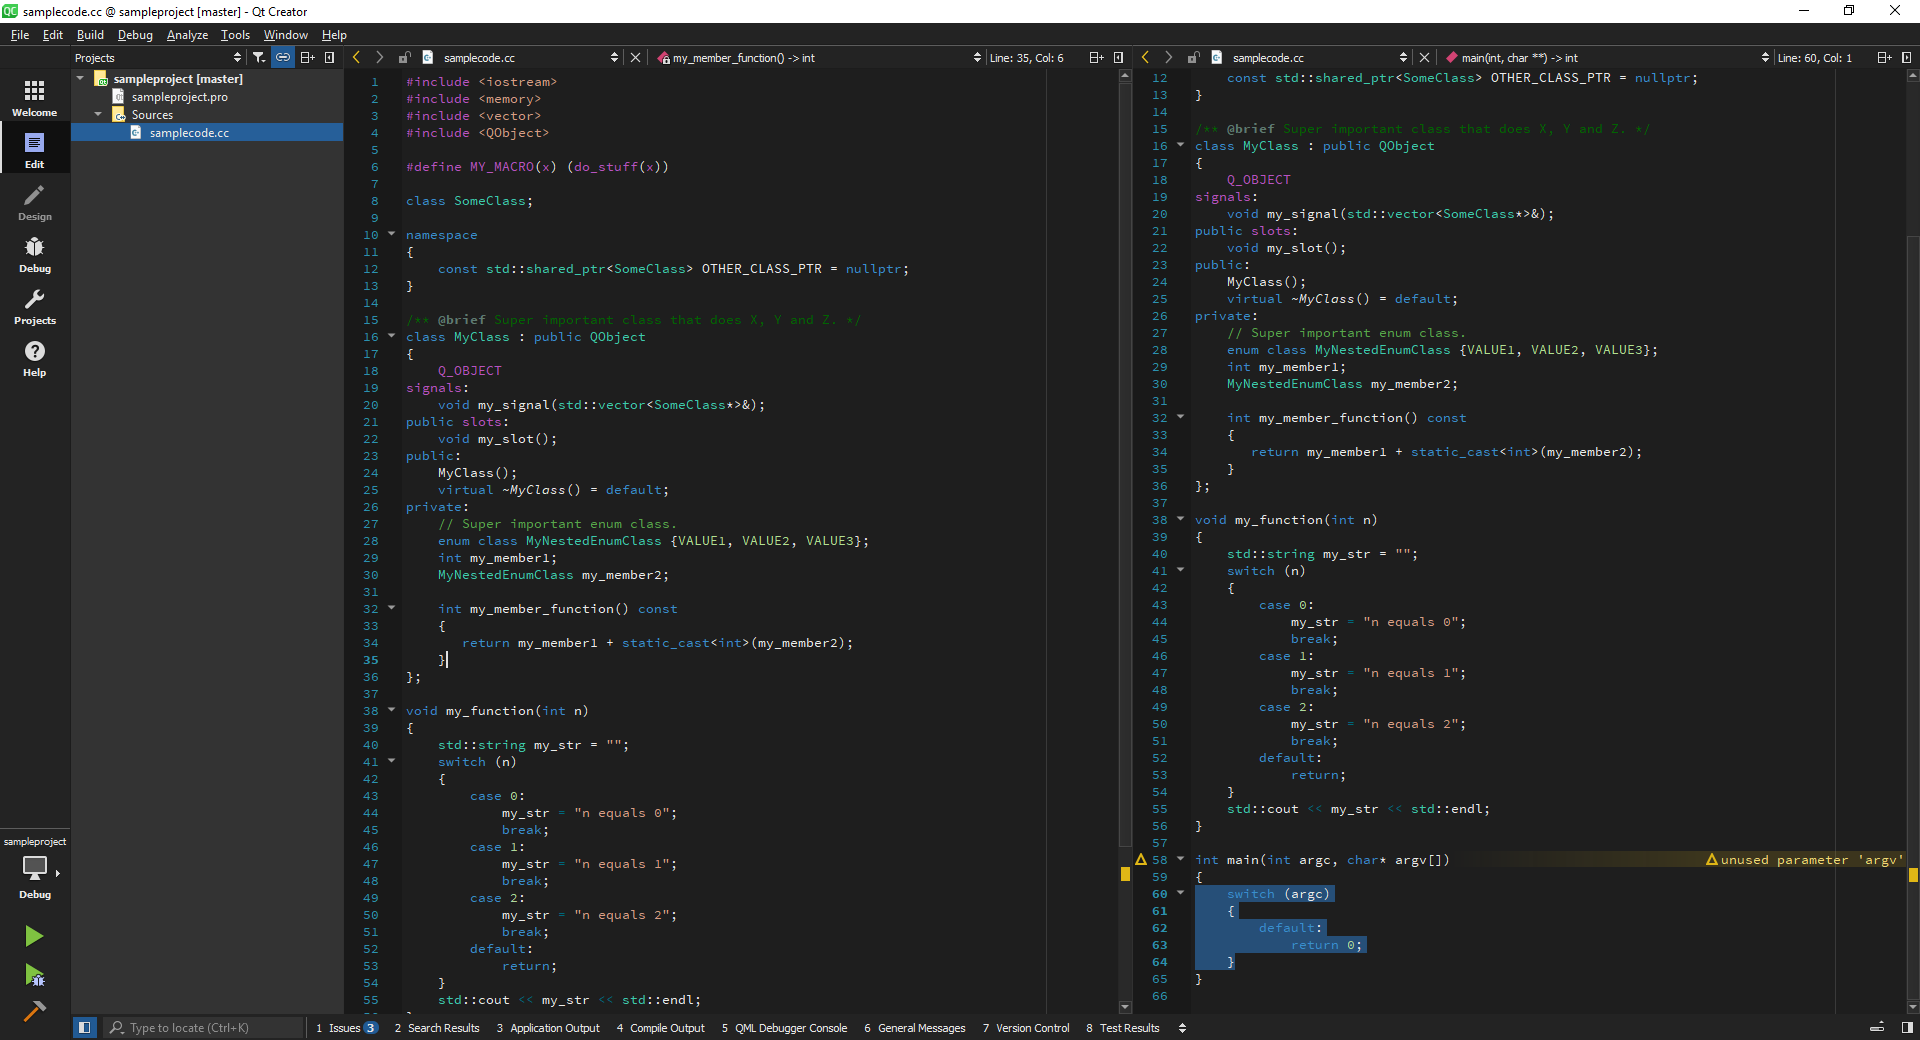 samplecode.cc @ sampleproject [master] - Qt Creator
File Edit Build Debug Analyze Tools Window Help
Projects
samplecode.cc
my_member_function() -> int
Line: 35, Col: 6
samplecode.cc
main(int, char **) -> int
Line: 60, Col: 1
Welcome
Edit
Design
Debug
Projects
Help
sampleproject
Debug
sampleproject [master]
sampleproject.pro
Sources
samplecode.cc
1 #include <iostream>
2 #include <memory>
3 #include <vector>
4 #include <QObject>
5
6 #define MY_MACRO(x) (do_stuff(x))
7
8 class SomeClass;
9
10 namespace
11 {
12 const std::shared_ptr<SomeClass> OTHER_CLASS_PTR = nullptr;
13 }
14
15 /** @brief Super important class that does X, Y and Z. */
16 class MyClass : public QObject
17 {
18 Q_OBJECT
19 signals:
20 void my_signal(std::vector<SomeClass*>&);
21 public slots:
22 void my_slot();
23 public:
24 MyClass();
25 virtual ~MyClass() = default;
26 private:
27 // Super important enum class.
28 enum class MyNestedEnumClass {VALUE1, VALUE2, VALUE3};
29 int my_member1;
30 MyNestedEnumClass my_member2;
31
32 int my_member_function() const
33 {
34 return my_member1 + static_cast<int>(my_member2);
35 }
36 };
37
38 void my_function(int n)
39 {
40 std::string my_str = "";
41 switch (n)
42 {
43 case 0:
44 my_str = "n equals 0";
45 break;
46 case 1:
47 my_str = "n equals 1";
48 break;
49 case 2:
50 my_str = "n equals 2";
51 break;
52 default:
53 return;
54 }
55 std::cout << my_str << std::endl;
12 const std::shared_ptr<SomeClass> OTHER_CLASS_PTR = nullptr;
13 }
14
15 /** @brief Super important class that does X, Y and Z. */
16 class MyClass : public QObject
17 {
18 Q_OBJECT
19 signals:
20 void my_signal(std::vector<SomeClass*>&);
21 public slots:
22 void my_slot();
23 public:
24 MyClass();
25 virtual ~MyClass() = default;
26 private:
27 // Super important enum class.
28 enum class MyNestedEnumClass {VALUE1, VALUE2, VALUE3};
29 int my_member1;
30 MyNestedEnumClass my_member2;
31
32 int my_member_function() const
33 {
34 return my_member1 + static_cast<int>(my_member2);
35 }
36 };
37
38 void my_function(int n)
39 {
40 std::string my_str = "";
41 switch (n)
42 {
43 case 0:
44 my_str = "n equals 0";
45 break;
46 case 1:
47 my_str = "n equals 1";
48 break;
49 case 2:
50 my_str = "n equals 2";
51 break;
52 default:
53 return;
54 }
55 std::cout << my_str << std::endl;
56 }
57
58 int main(int argc, char* argv[]) unused parameter 'argv'
59 {
60 switch (argc)
61 {
62 default:
63 return 0;
64 }
65 }
66
Type to locate (Ctrl+K)
1 Issues 3
2 Search Results
3 Application Output
4 Compile Output
5 QML Debugger Console
6 General Messages
7 Version Control
8 Test Results